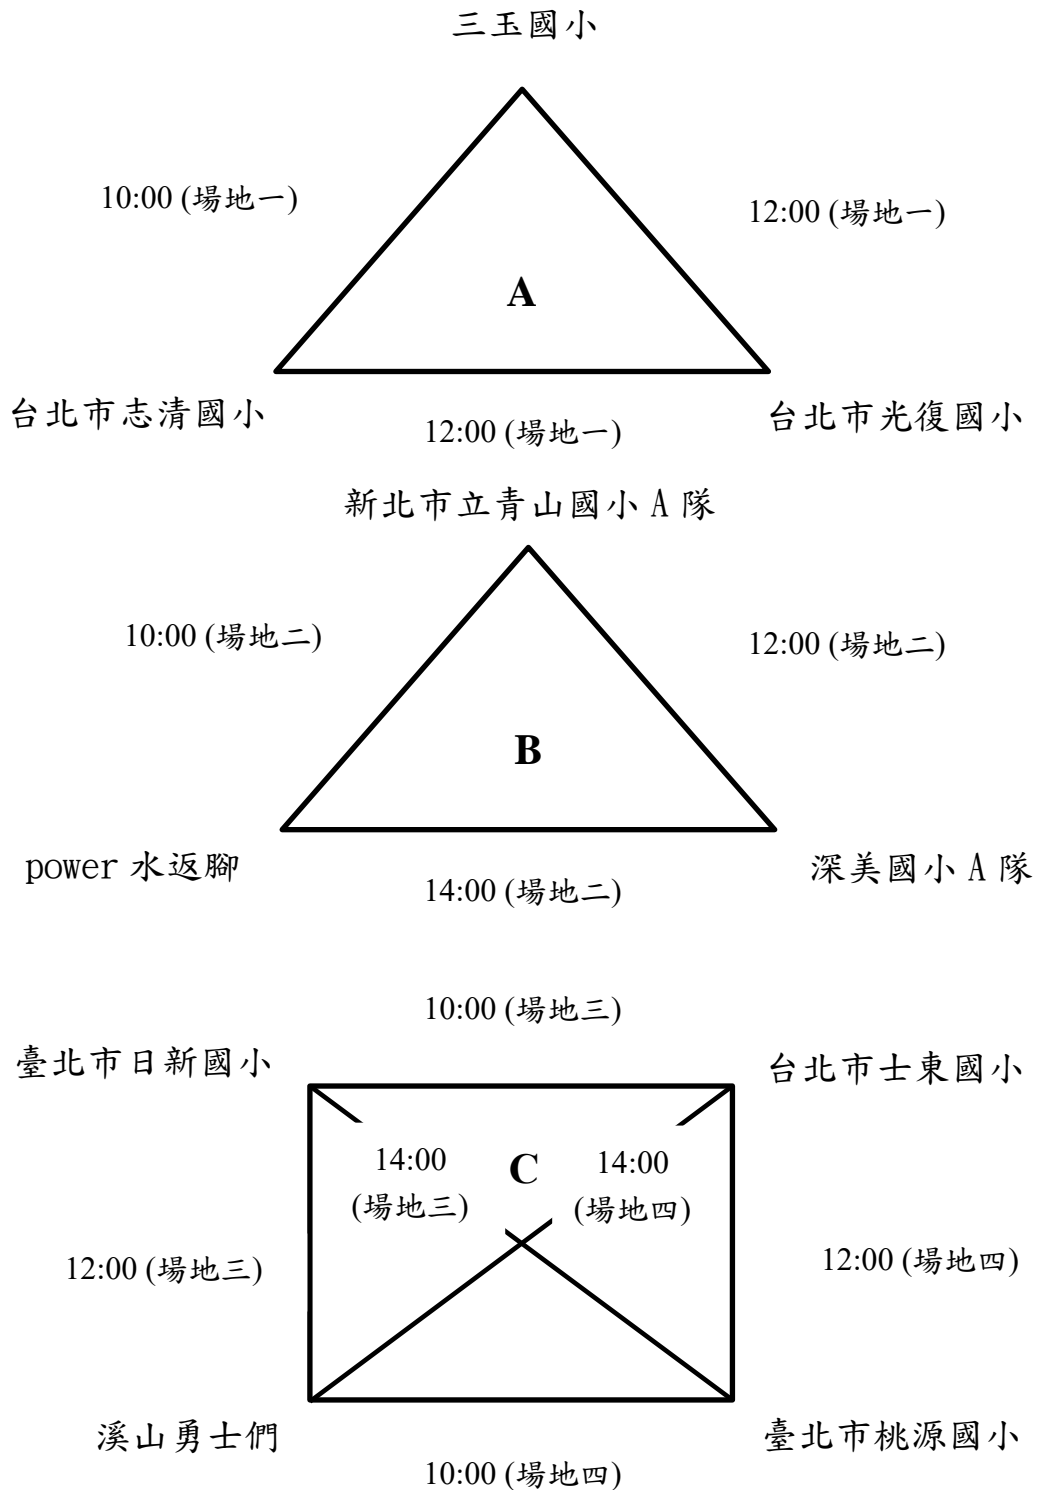 三玉國小
10:00 (場地一)
12:00 (場地一)
A
台北市志清國小
台北市光復國小
12:00 (場地一)
新北市立青山國小 A 隊
10:00 (場地二)
12:00 (場地二)
B
power 水返腳
深美國小 A 隊
14:00 (場地二)
10:00 (場地三)
臺北市日新國小
台北市士東國小
14:00
(場地三)
C
14:00
(場地四)
12:00 (場地三)
12:00 (場地四)
溪山勇士們
臺北市桃源國小
10:00 (場地四)